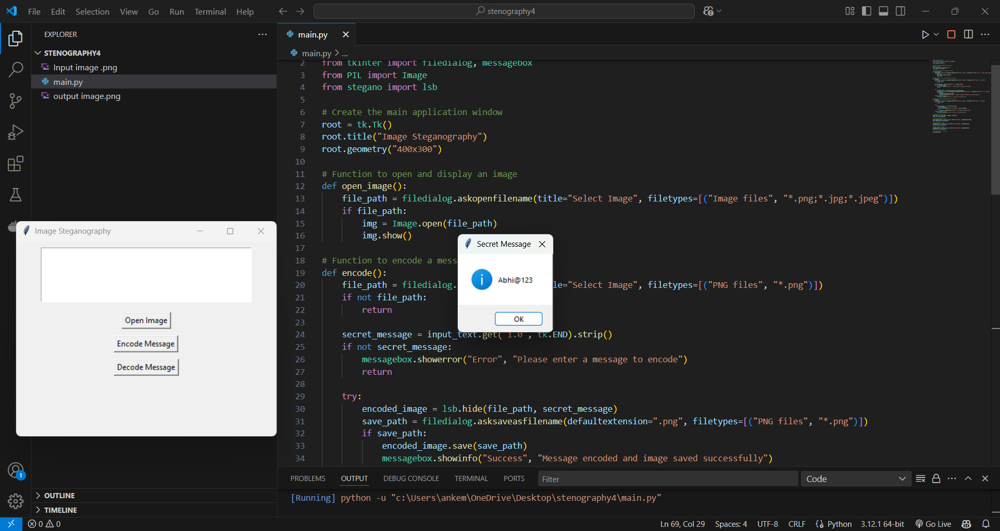 File Edit Selection View Go Run Terminal Help
stenography4
EXPLORER
STENOGRAPHY4
Input image .png
main.py
output image.png
main.py
main.py > ...
2 from tkinter import filedialog, messagebox
3 from PIL import Image
4 from stegano import lsb
5
6 # Create the main application window
7 root = tk.Tk()
8 root.title("Image Steganography")
9 root.geometry("400x300")
10
11 # Function to open and display an image
12 def open_image():
13 file_path = filedialog.askopenfilename(title="Select Image", filetypes=[("Image files", "*.png;*.jpg;*.jpeg")])
14 if file_path:
15 img = Image.open(file_path)
16 img.show()
17
18 # Function to encode a mess
19 def encode():
20 file_path = filedialog. le="Select Image", filetypes=[("PNG files", "*.png")])
21 if not file_path:
22 return
23
24 secret_message = input_text.get("1.0", tk.END).strip()
25 if not secret_message:
26 messagebox.showerror("Error", "Please enter a message to encode")
27 return
28
29 try:
30 encoded_image = lsb.hide(file_path, secret_message)
31 save_path = filedialog.asksaveasfilename(defaultextension=".png", filetypes=[("PNG files", "*.png")])
32 if save_path:
33 encoded_image.save(save_path)
34 messagebox.showinfo("Success", "Message encoded and image saved successfully")
Image Steganography
Open Image
Encode Message
Decode Message
Secret Message
Abhi@123
OK
PROBLEMS OUTPUT DEBUG CONSOLE TERMINAL PORTS Filter Code
[Running] python -u "c:\Users\ankem\OneDrive\Desktop\stenography4\main.py"
1
OUTLINE
TIMELINE
0 0 Ln 69, Col 29 Spaces: 4 UTF-8 CRLF Python 3.12.1 64-bit Go Live